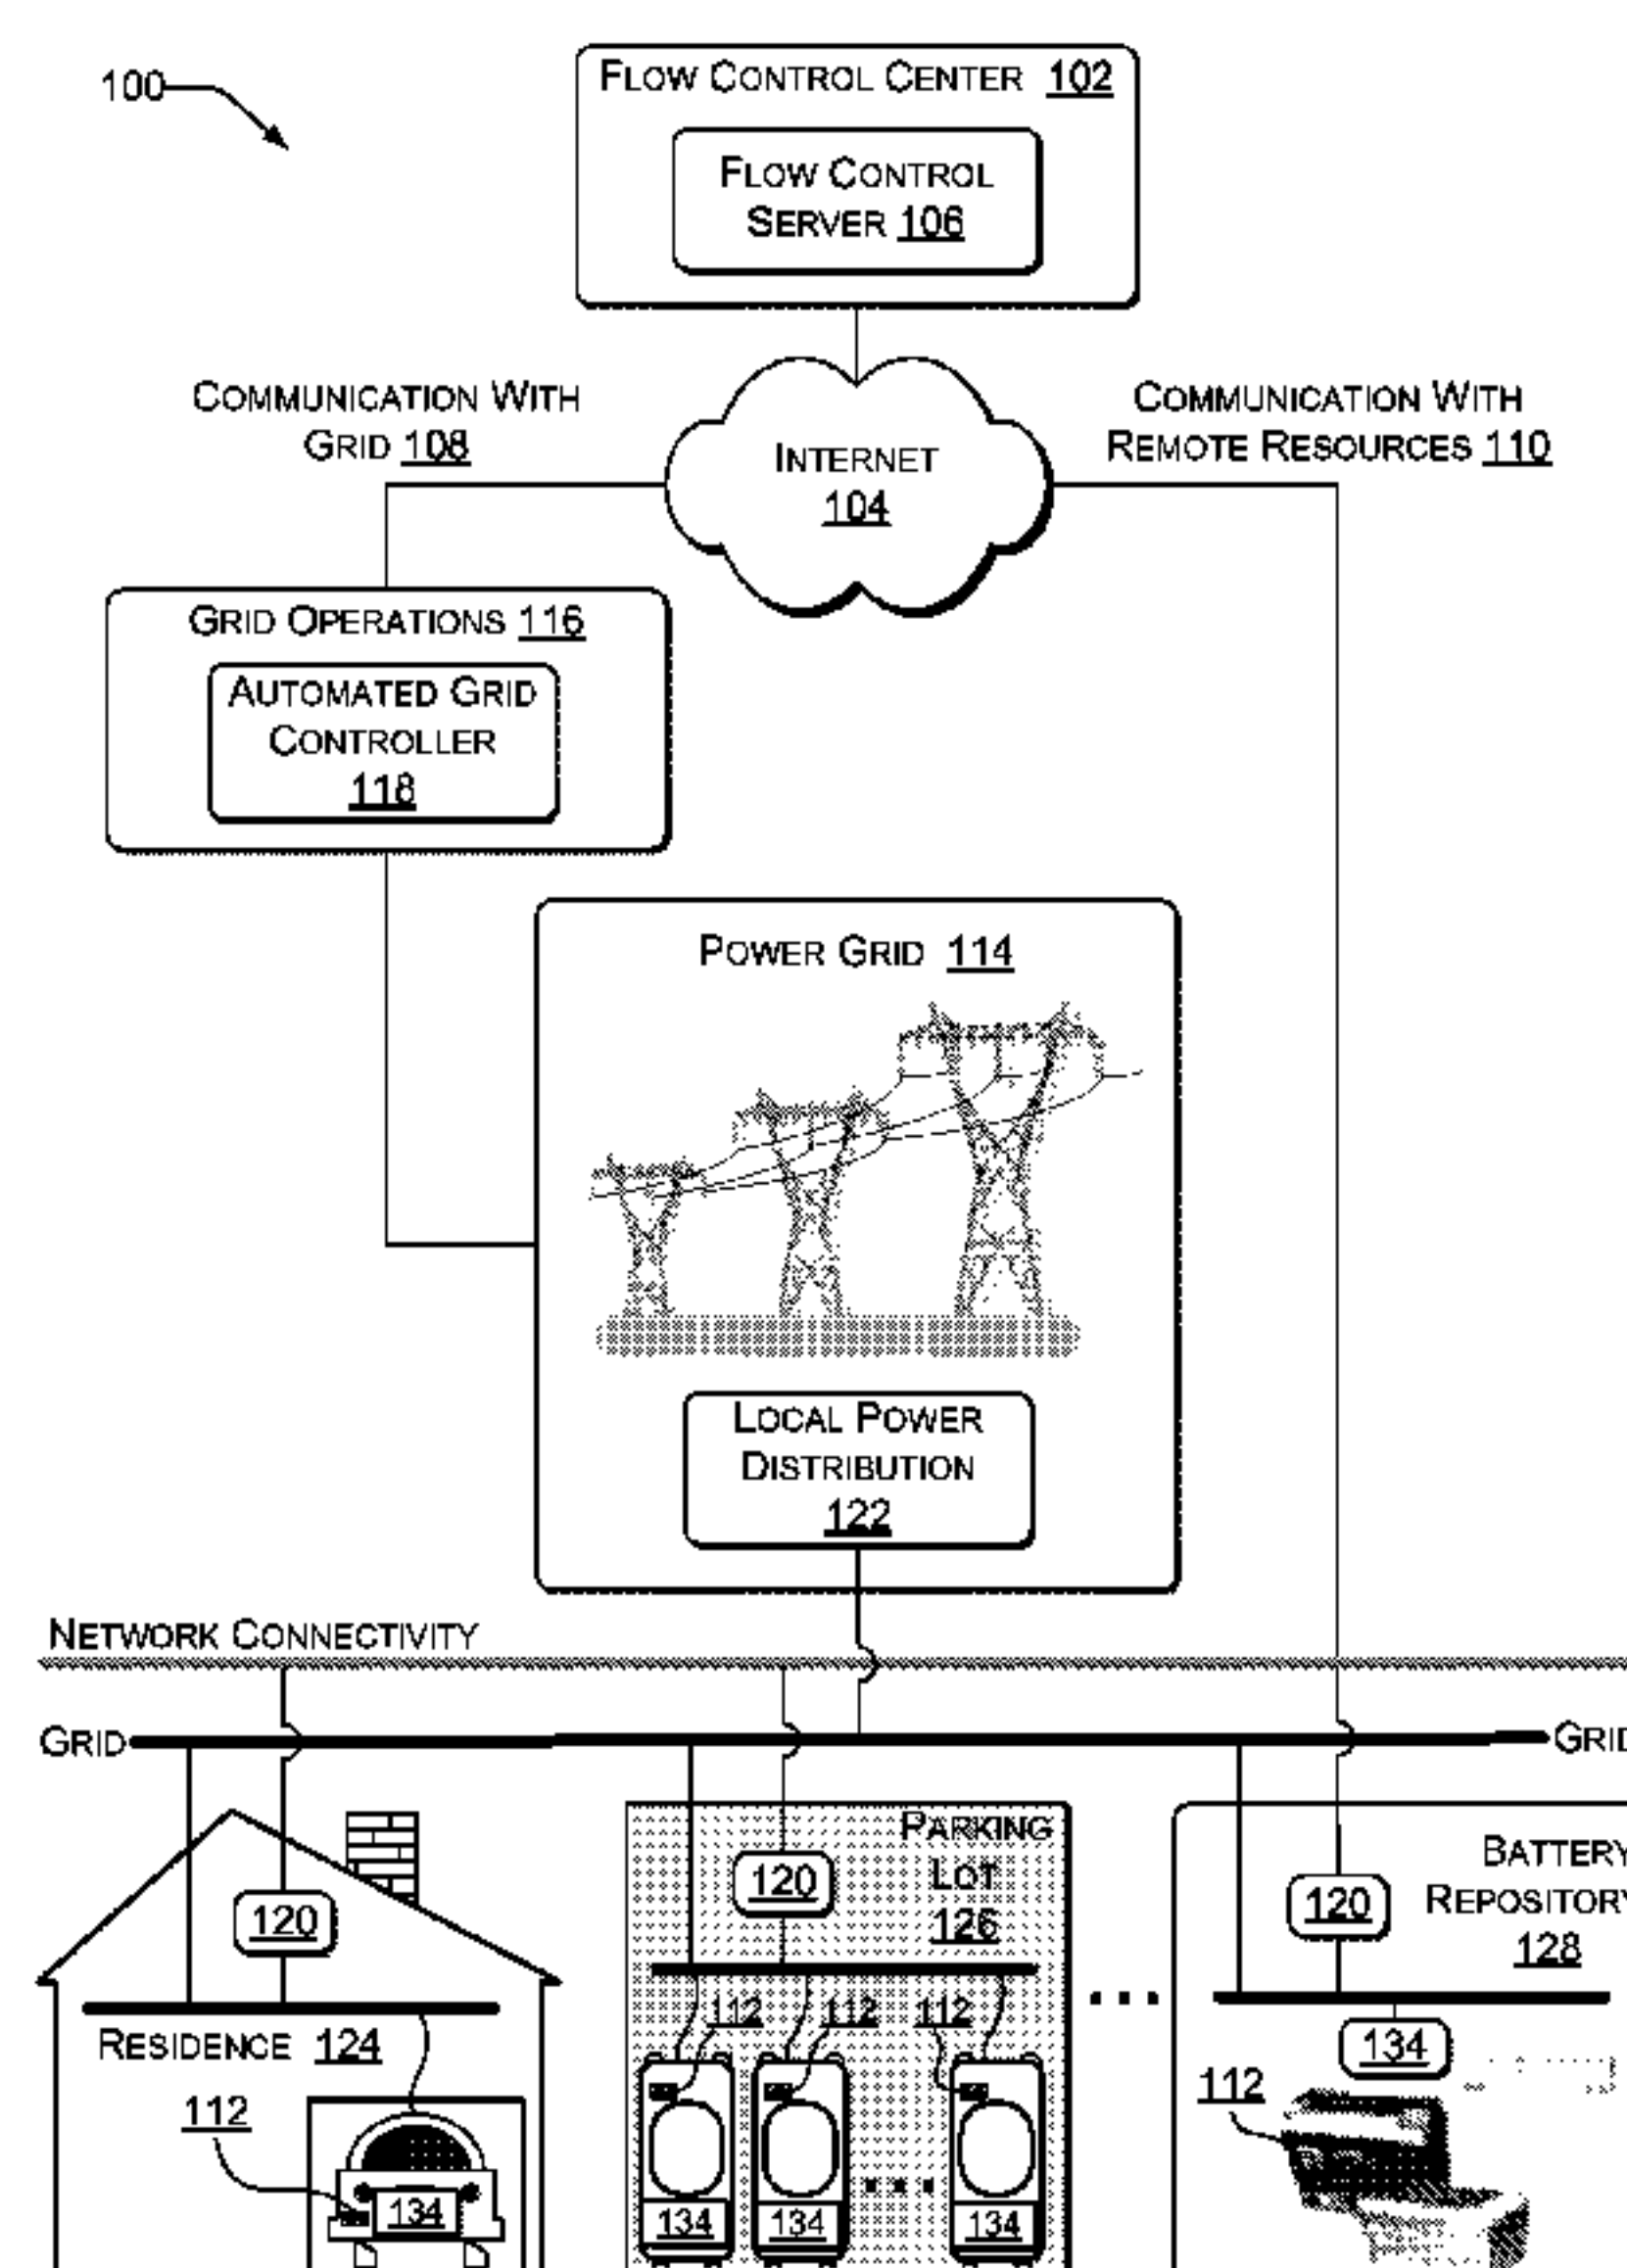 100
FLOW CONTROL CENTER 102
FLOW CONTROL
SERVER 106
COMMUNICATION WITH
GRID 108
INTERNET
104
COMMUNICATION WITH
REMOTE RESOURCES 110
GRID OPERATIONS 116
AUTOMATED GRID
CONTROLLER
118
POWER GRID 114
LOCAL POWER
DISTRIBUTION
122
NETWORK CONNECTIVITY
GRID
GRID
PARKING
LOT
126
120
120
120
BATTERY
REPOSITORY
128
RESIDENCE 124
112
112
112
112
112
134
134
134
134
134